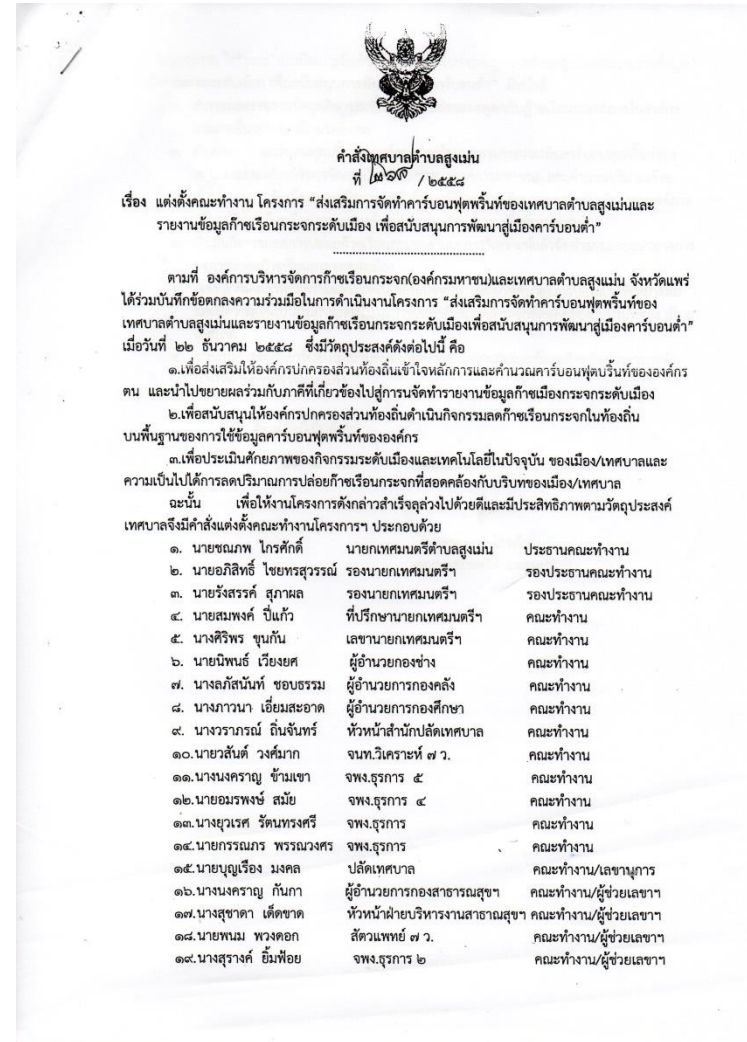 คำสั่งเทศบาลตำบลสูงเม่น
ที่ ๒๖๑ / ๒๕๕๘
เรื่อง แต่งตั้งคณะทำงาน โครงการ “ส่งเสริมการจัดทำคาร์บอนฟุตพริ้นท์ของเทศบาลตำบลสูงเม่นและ
รายงานข้อมูลก๊าซเรือนกระจกระดับเมือง เพื่อสนับสนุนการพัฒนาสู่เมืองคาร์บอนต่ำ”
ตามที่ องค์การบริหารจัดการก๊าซเรือนกระจก(องค์กรมหาชน)และเทศบาลตำบลสูงแม่น จังหวัดแพร่
ได้ร่วมบันทึกข้อตกลงความร่วมมือในการดำเนินงานโครงการ “ส่งเสริมการจัดทำคาร์บอนฟุตพริ้นท์ของ
เทศบาลตำบลสูงเม่นและรายงานข้อมูลก๊าซเรือนกระจกระดับเมืองเพื่อสนับสนุนการพัฒนาสู่เมืองคาร์บอนต่ำ”
เมื่อวันที่ ๒๒ ธันวาคม ๒๕๕๘ ซึ่งมีวัตถุประสงค์ดังต่อไปนี้ คือ
๑.เพื่อส่งเสริมให้องค์กรปกครองส่วนท้องถิ่นเข้าใจหลักการและคำนวณคาร์บอนฟุตบริ้นท์ขององค์กร
ตน และนำไปขยายผลร่วมกับภาคีที่เกี่ยวข้องไปสู่การนจัดทำรายงานข้อมูลก๊าซเมืองกระจกระดับเมือง
๒.เพื่อสนับสนุนให้องค์กรปกครองส่วนท้องถิ่นดำเนินกิจกรรมลดก๊าซเรือนกระจกในท้องถิ่น
บนพื้นฐานของการใช้ข้อมูลคาร์บอนฟุตพริ้นท์ขององค์กร
๓.เพื่อประเมินศักยภาพของกิจกรรมระดับเมืองและเทคโนโลยี่ในปัจจุบัน ของเมือง/เทศบาลและ
ความเป็นไปได้การลดปริมาณการปล่อยก๊าซเรือนกระจกที่สอดคล้องกับบริบทของเมือง/เทศบาล
ฉะนั้น เพื่อให้งานโครงการดังกล่าวสำเร็จลุล่วงไปด้วยดีและมีประสิทธิภาพตามวัตถุประสงค์
เทศบาลจึงมีคำสั่งแต่งตั้งคณะทำงานโครงการฯ ประกอบด้วย
๑. นายชณภพ ไกรศักดิ์ นายกเทศมนตรีตำบลสูงเม่น ประธานคณะทำงาน
๒. นายอภิสิทธิ์ ไชยทรสุวรรณ์ รองนายกเทศมนตรีฯ รองประธานคณะทำงาน
๓. นายรังสรรค์ สุภาผล รองนายกเทศมนตรีฯ รองประธานคณะทำงาน
๔. นายสมพงค์ ปี่แก้ว ที่ปรึกษานายกเทศมนตรีฯ คณะทำงาน
๕. นางศิริพร ขุนกัน เลขานายกเทศมนตรีฯ คณะทำงาน
๖. นายนิพนธ์ เวียงยศ ผู้อำนวยกองช่าง คณะทำงาน
๗. นางลภัสนันท์ ชอบธรรม ผู้อำนวยการกองคลัง คณะทำงาน
๘. นางภาวนา เอี่ยมสะอาด ผู้อำนวยการกองศึกษา คณะทำงาน
๙. นางวราภรณ์ ถิ่นจันทร์ หัวหน้าสำนักปลัดเทศบาล คณะทำงาน
๑๐.นายวสันต์ วงศ์มาก จนท.วิเคราะห์ ๗ ว. คณะทำงาน
๑๑.นางนงคราญ ข้ามเขา จพง.ธุรการ ๕ คณะทำงาน
๑๒.นายอมรพงษ์ สมัย จพง.ธุรการ ๔ คณะทำงาน
๑๓.นางยุวเรศ รัตนทรงศรี จพง.ธุรการ คณะทำงาน
๑๔.นายกรรณภร พรรณวงศร จพง.ธุรการ คณะทำงาน
๑๕.นายบุญเรือง มงคล ปลัดเทศบาล คณะทำงาน/เลขานุการ
๑๖.นางนงคราญ กันกา ผู้อำนวยการกองสาธารณสุขฯ คณะทำงาน/ผู้ช่วยเลขาฯ
๑๗.นางสุชาดา เด็ดขาด หัวหน้าฝ่ายบริหารงานสาธาณสุขฯ คณะทำงาน/ผู้ช่วยเลขาฯ
๑๘.นายพนม พวงดอก สัตวแพทย์ ๗ ว. คณะทำงาน/ผู้ช่วยเลขาฯ
๑๙.นางสุรางค์ ยิ้มฟ้อย จพง.ธุรการ ๒ คณะทำงาน/ผู้ช่วยเลขาฯ